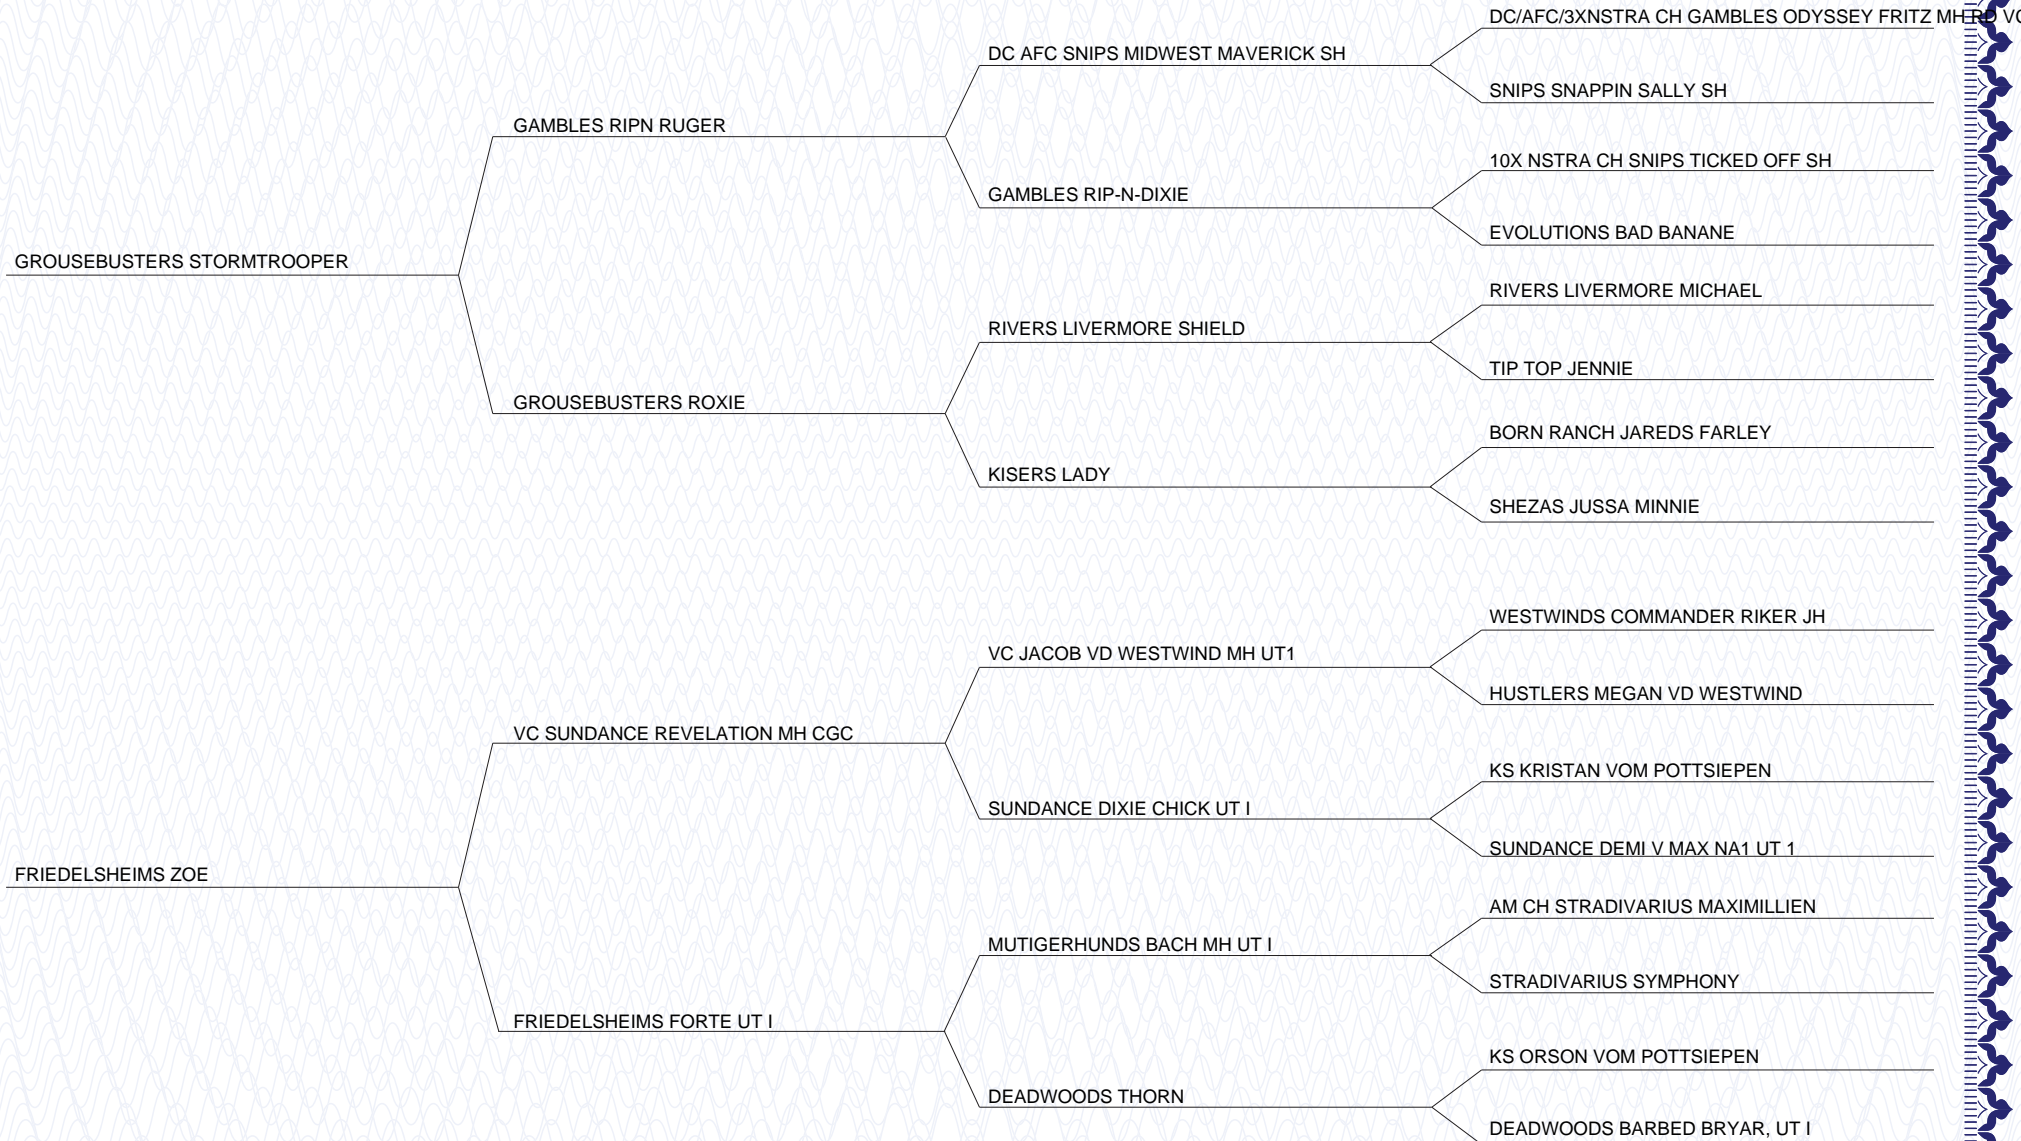 DC/AFC/3XNSTRA CH GAMBLES ODYSSEY FRITZ MH RD
DC AFC SNIPS MIDWEST MAVERICK SH
SNIPS SNAPPIN SALLY SH
GAMBLES RIPN RUGER
10X NSTRA CH SNIPS TICKED OFF SH
GAMBLES RIP-N-DIXIE
EVOLUTIONS BAD BANANE
GROUSEBUSTERS STORMTROOPER
RIVERS LIVERMORE MICHAEL
RIVERS LIVERMORE SHIELD
TIP TOP JENNIE
GROUSEBUSTERS ROXIE
BORN RANCH JAREDS FARLEY
KISERS LADY
SHEZAS JUSSA MINNIE
WESTWINDS COMMANDER RIKER JH
VC JACOB VD WESTWIND MH UT1
HUSTLERS MEGAN VD WESTWIND
VC SUNDANCE REVELATION MH CGC
KS KRISTAN VOM POTTSIEPEN
SUNDANCE DIXIE CHICK UT I
SUNDANCE DEMI V MAX NA1 UT 1
FRIEDELSHEIMS ZOE
AM CH STRADIVARIUS MAXIMILLIEN
MUTIGERHUNDS BACH MH UT I
STRADIVARIUS SYMPHONY
FRIEDELSHEIMS FORTE UT I
KS ORSON VOM POTTSIEPEN
DEADWOODS THORN
DEADWOODS BARBED BRYAR, UT I